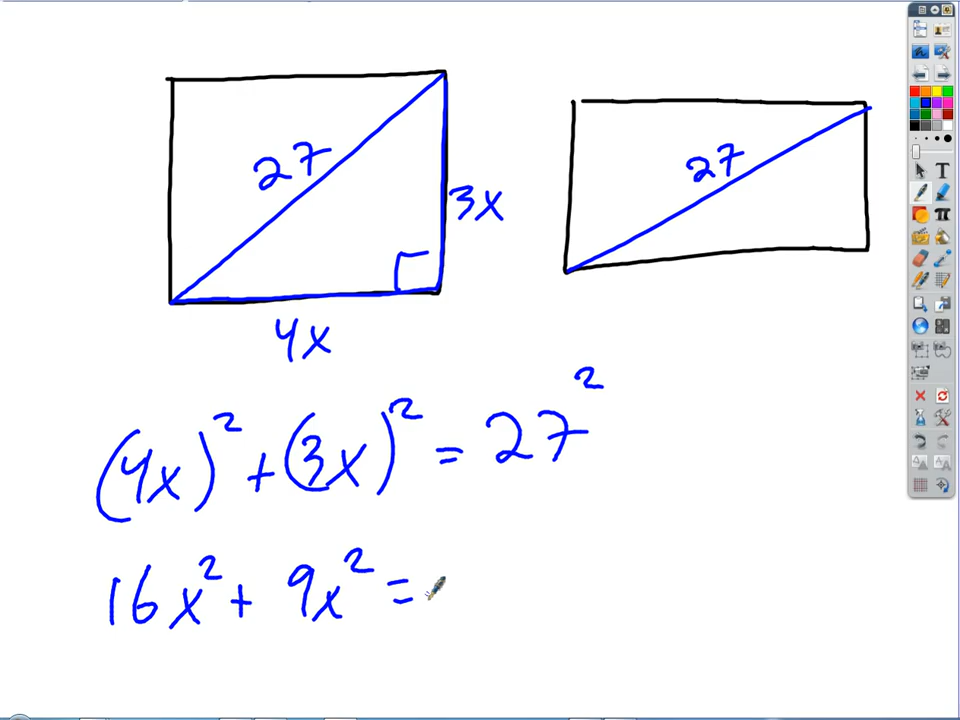 27
3x
27
4x
(4x)² + (3x)² = 27²
16x² + 9x² =